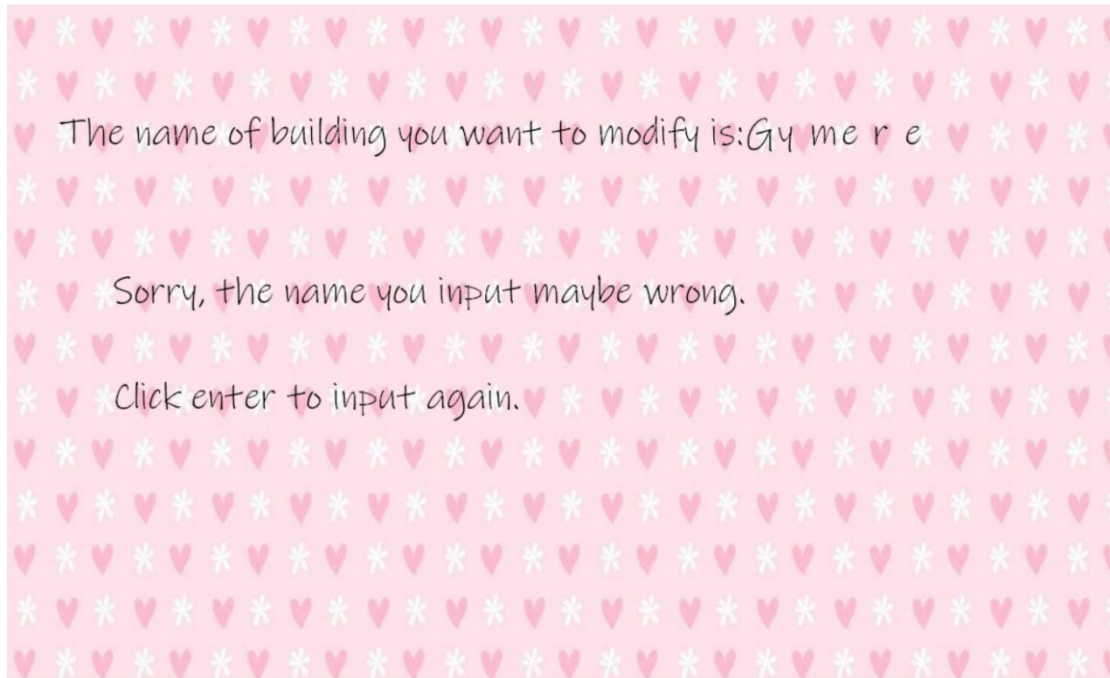 The name of building you want to modify is:Gy me r e
Sorry, the name you input maybe wrong.
Click enter to input again.